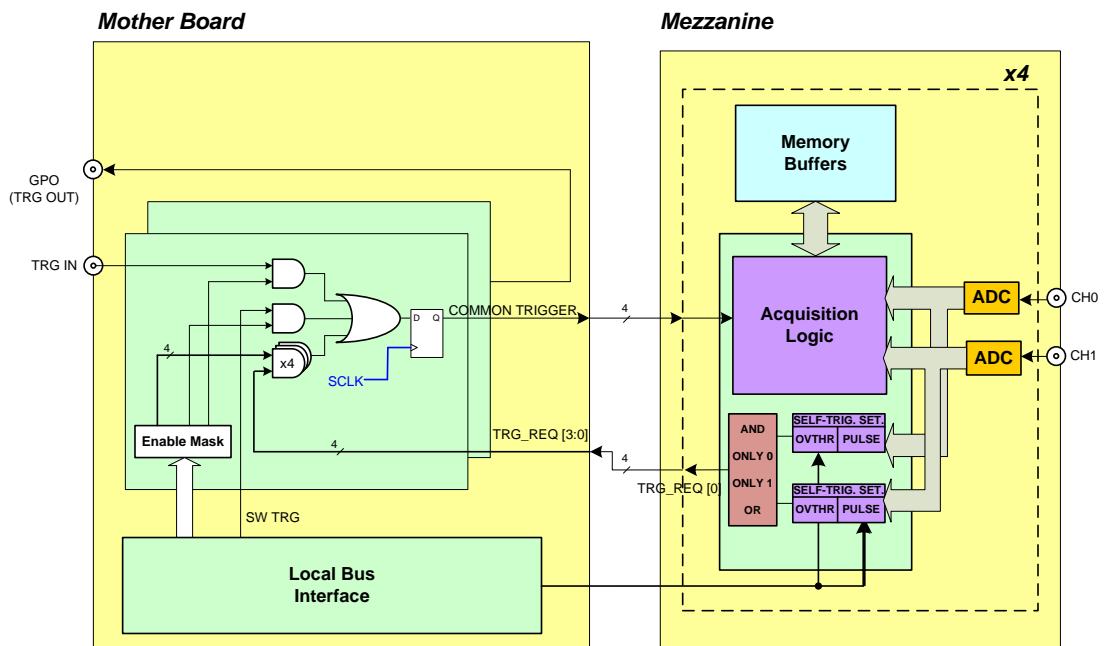 Mother Board
Mezzanine
x4
Memory
Buffers
GPO
(TRG OUT)
TRG IN
COMMON TRIGGER
4
D Q
x4
4
SCLK
Acquisition
Logic
ADC
CH0
ADC
CH1
Enable Mask
4
TRG_REQ [3:0]
4
TRG_REQ [0]
AND
ONLY 0
ONLY 1
OR
SELF-TRIG. SET.
OVTHR PULSE
SELF-TRIG. SET.
OVTHR PULSE
SW TRG
Local Bus
Interface